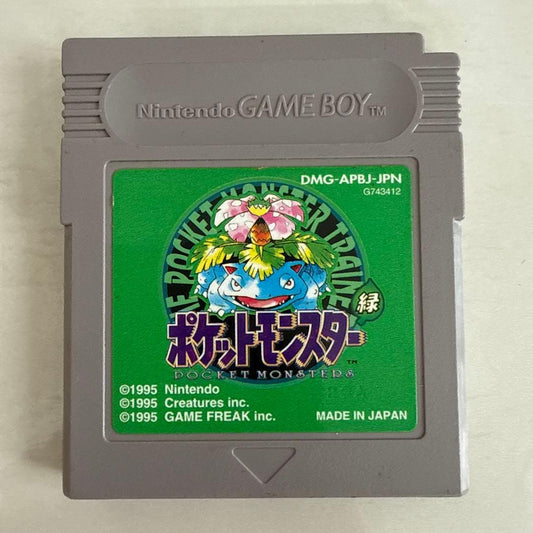 Nintendo GAME BOY TM
DMG-APBJ-JPN
G743412
POCKET MONSTER TRAINER
緑
ポケットモンスター
TM
POCKET MONSTERS
©1995 Nintendo
©1995 Creatures inc.
©1995 GAME FREAK inc.
MADE IN JAPAN